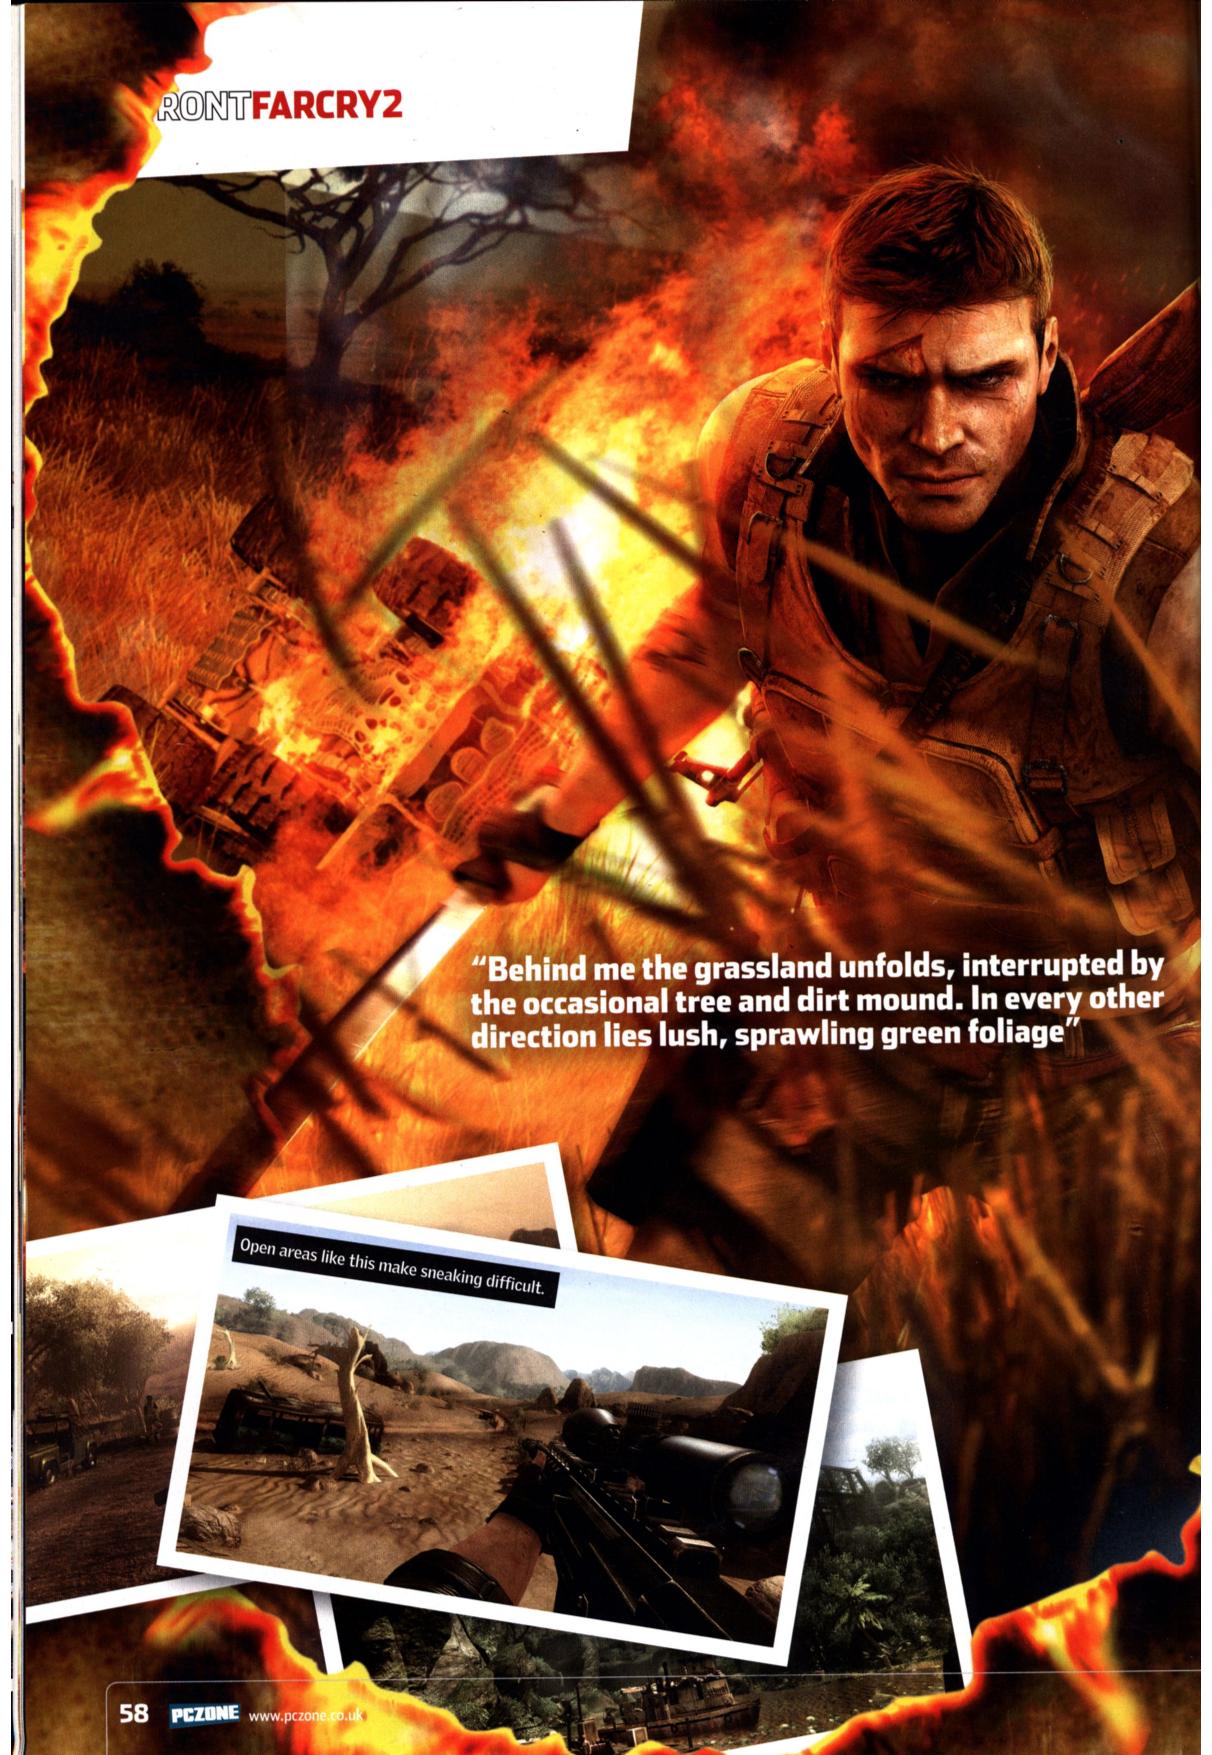 RONTFARCRY2
“Behind me the grassland unfolds, interrupted by
the occasional tree and dirt mound. In every other
direction lies lush, sprawling green foliage”
Open areas like this make sneaking difficult.
58 PCZONE www.pczone.co.uk